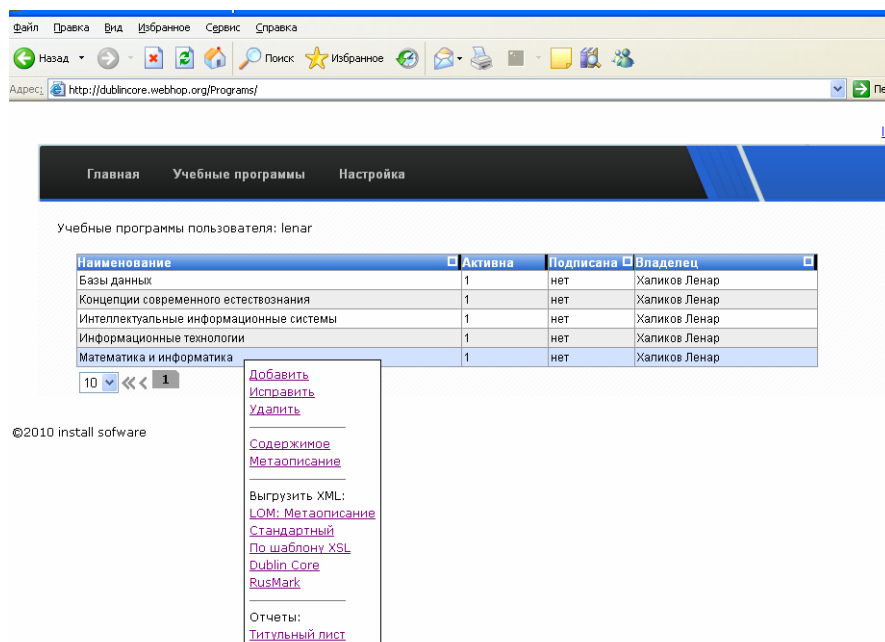 Файл Правка Вид Избранное Сервис Справка
Назад Поиск Избранное
Адрес: http://dublincore.webhop.org/Programs/
Главная Учебные программы Настройка
Учебные программы пользователя: lenar
Наименование Активна Подписана Владелец
Базы данных 1 нет Халиков Ленар
Концепции современного естествознания 1 нет Халиков Ленар
Интеллектуальные информационные системы 1 нет Халиков Ленар
Информационные технологии 1 нет Халиков Ленар
Математика и информатика 1 нет Халиков Ленар
10 1
Добавить
Исправить
Удалить
Содержимое
Метаописание
Выгрузить XML:
LOM: Метаописание
Стандартный
По шаблону XSL
Dublin Core
RusMark
Отчеты:
Титульный лист
©2010 install sofware